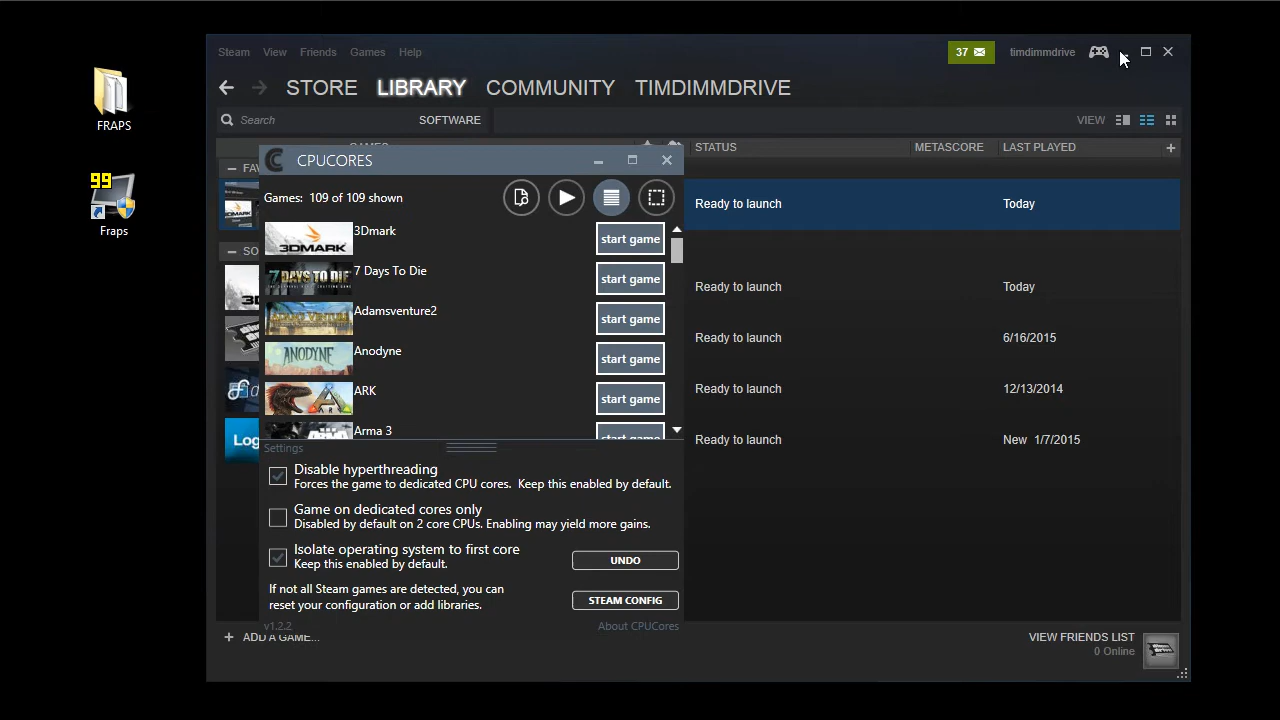 Steam View Friends Games Help
37
timdimmdrive
STORE LIBRARY COMMUNITY TIMDIMMDRIVE
Search
SOFTWARE
VIEW
STATUS METASCORE LAST PLAYED
FAV
CPUCORES
Games: 109 of 109 shown
3DMARK
3Dmark
start game
7 DAYS TO DIE
7 Days To Die
start game
Adamsventure2
start game
ANODYNE
Anodyne
start game
ARK
start game
Arma 3
start game
Settings
Disable hyperthreading
Forces the game to dedicated CPU cores. Keep this enabled by default.
Game on dedicated cores only
Disabled by default on 2 core CPUs. Enabling may yield more gains.
Isolate operating system to first core
Keep this enabled by default.
UNDO
If not all Steam games are detected, you can
reset your configuration or add libraries.
STEAM CONFIG
v1.2.2
About CPUCores
SO
Log
Ready to launch Today
Ready to launch Today
Ready to launch 6/16/2015
Ready to launch 12/13/2014
Ready to launch New 1/7/2015
ADD A GAME...
VIEW FRIENDS LIST
0 Online
FRAPS
99
Fraps